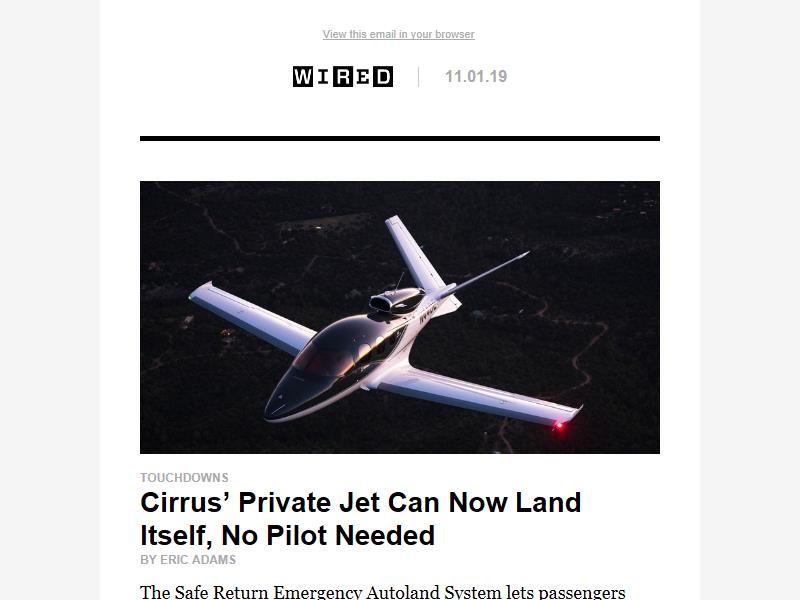 View this email in your browser
WIRED
11.01.19
TOUCHDOWNS
Cirrus’ Private Jet Can Now Land
Itself, No Pilot Needed
BY ERIC ADAMS
The Safe Return Emergency Autoland System lets passengers